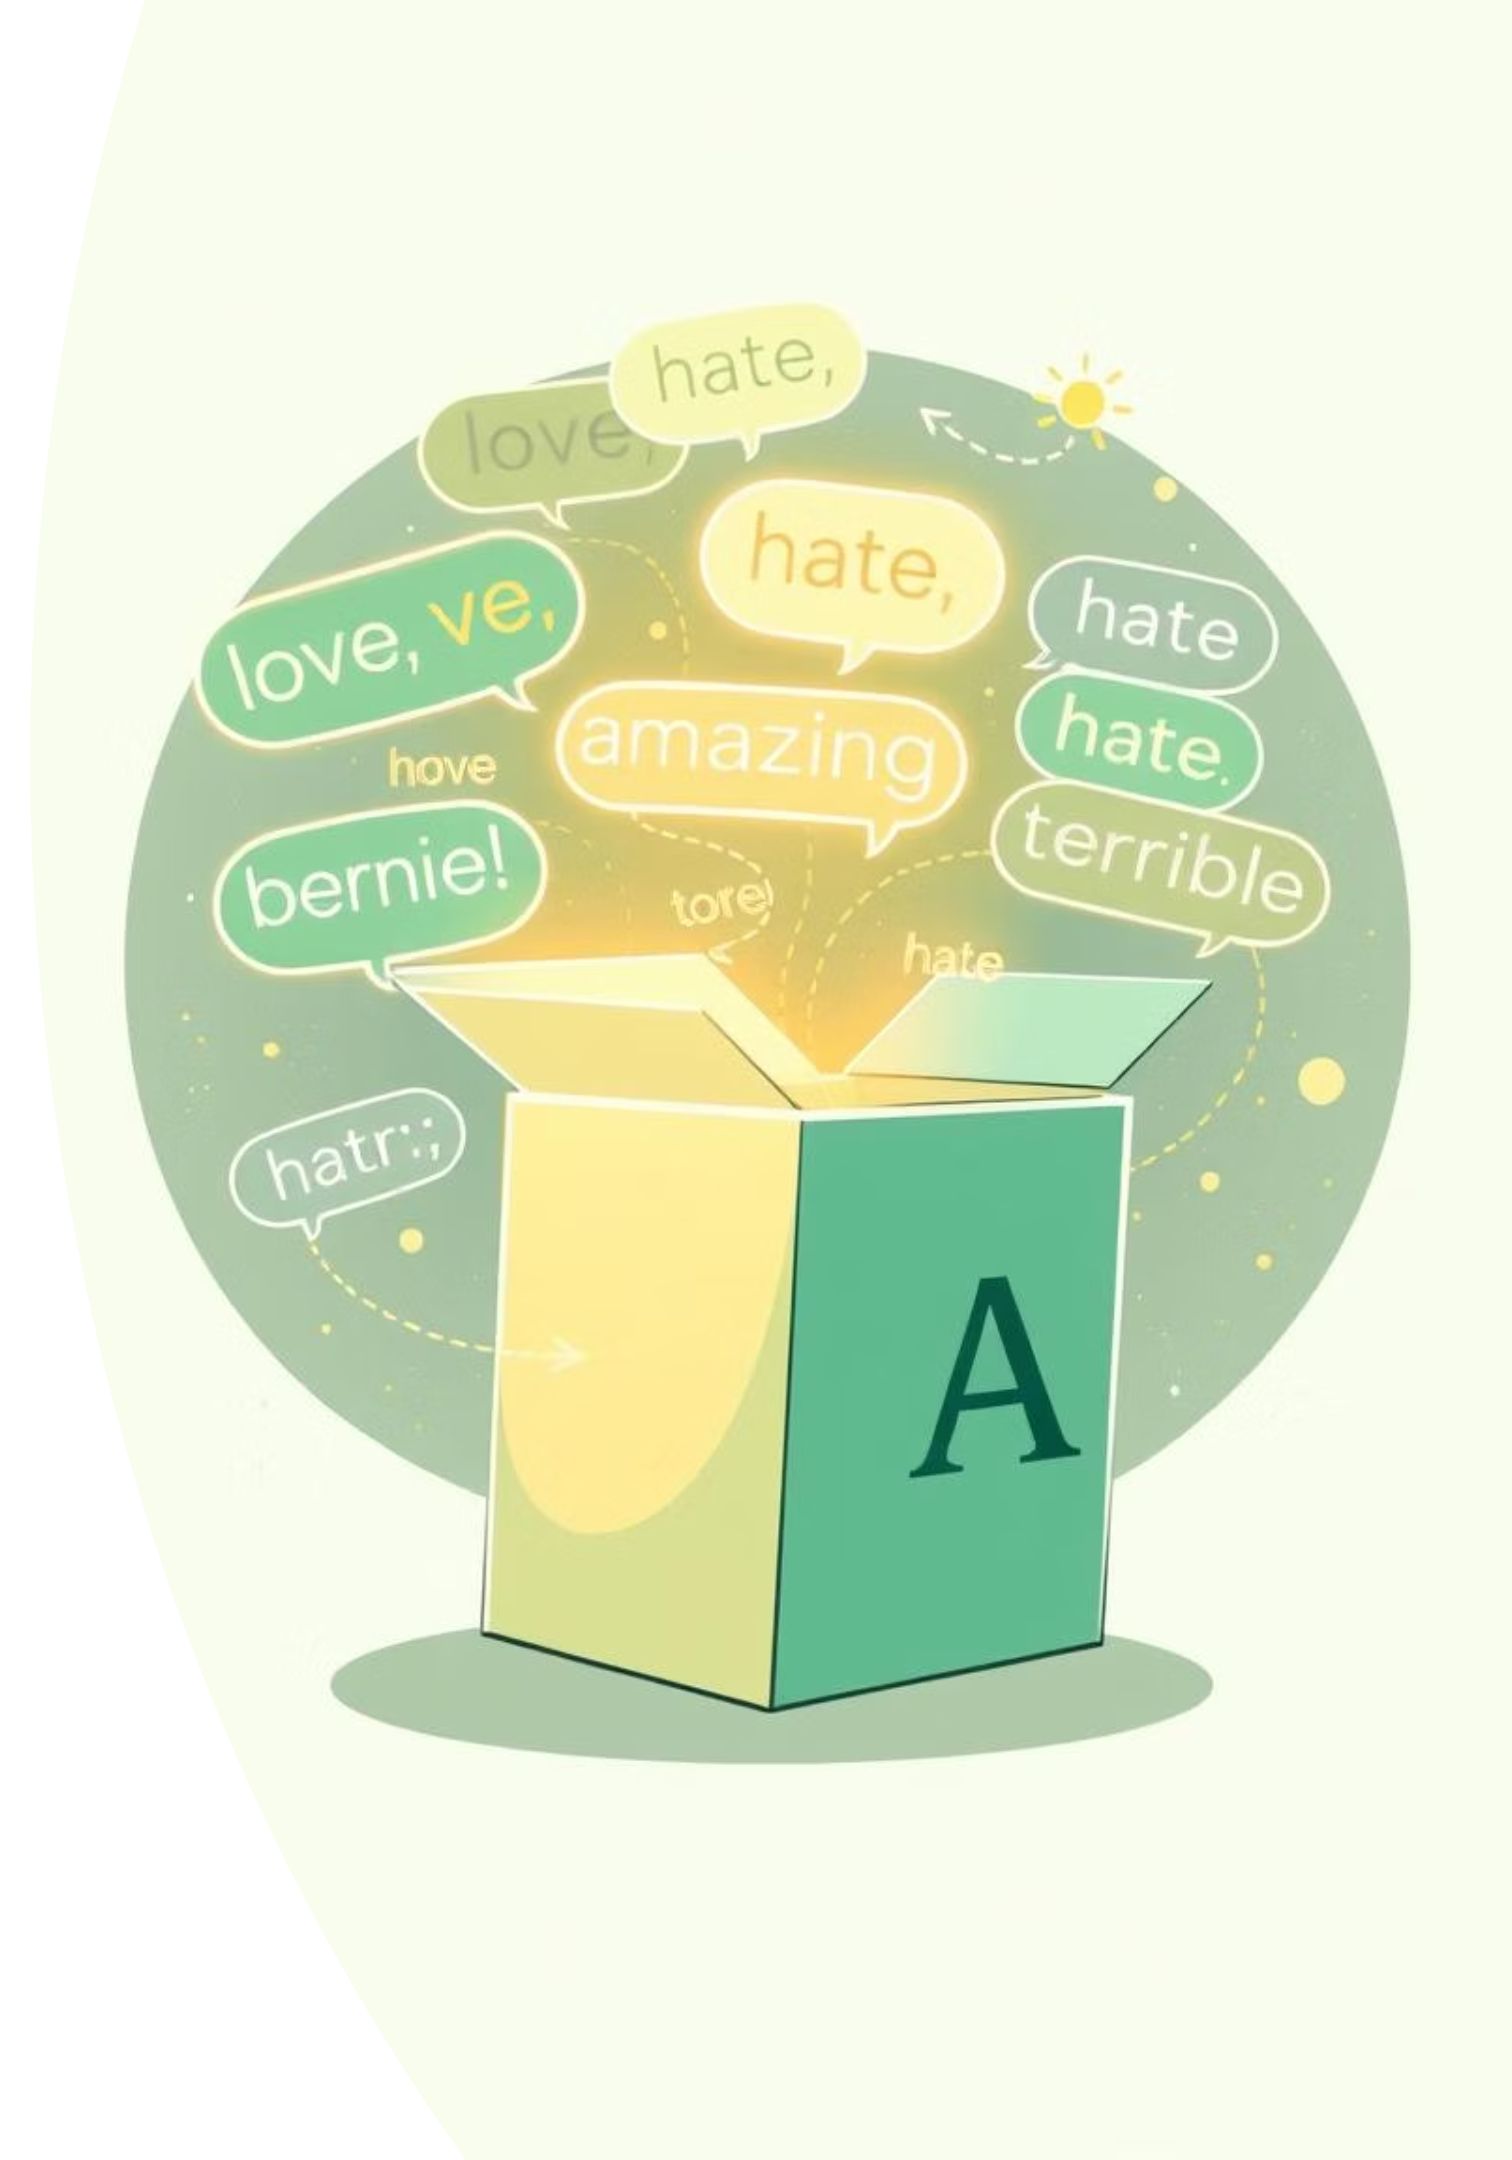 hate,
love,
hate,
love, ve,
hate
hate.
amazing
hove
terrible
bernie!
tore!
hate
hatr:;
A